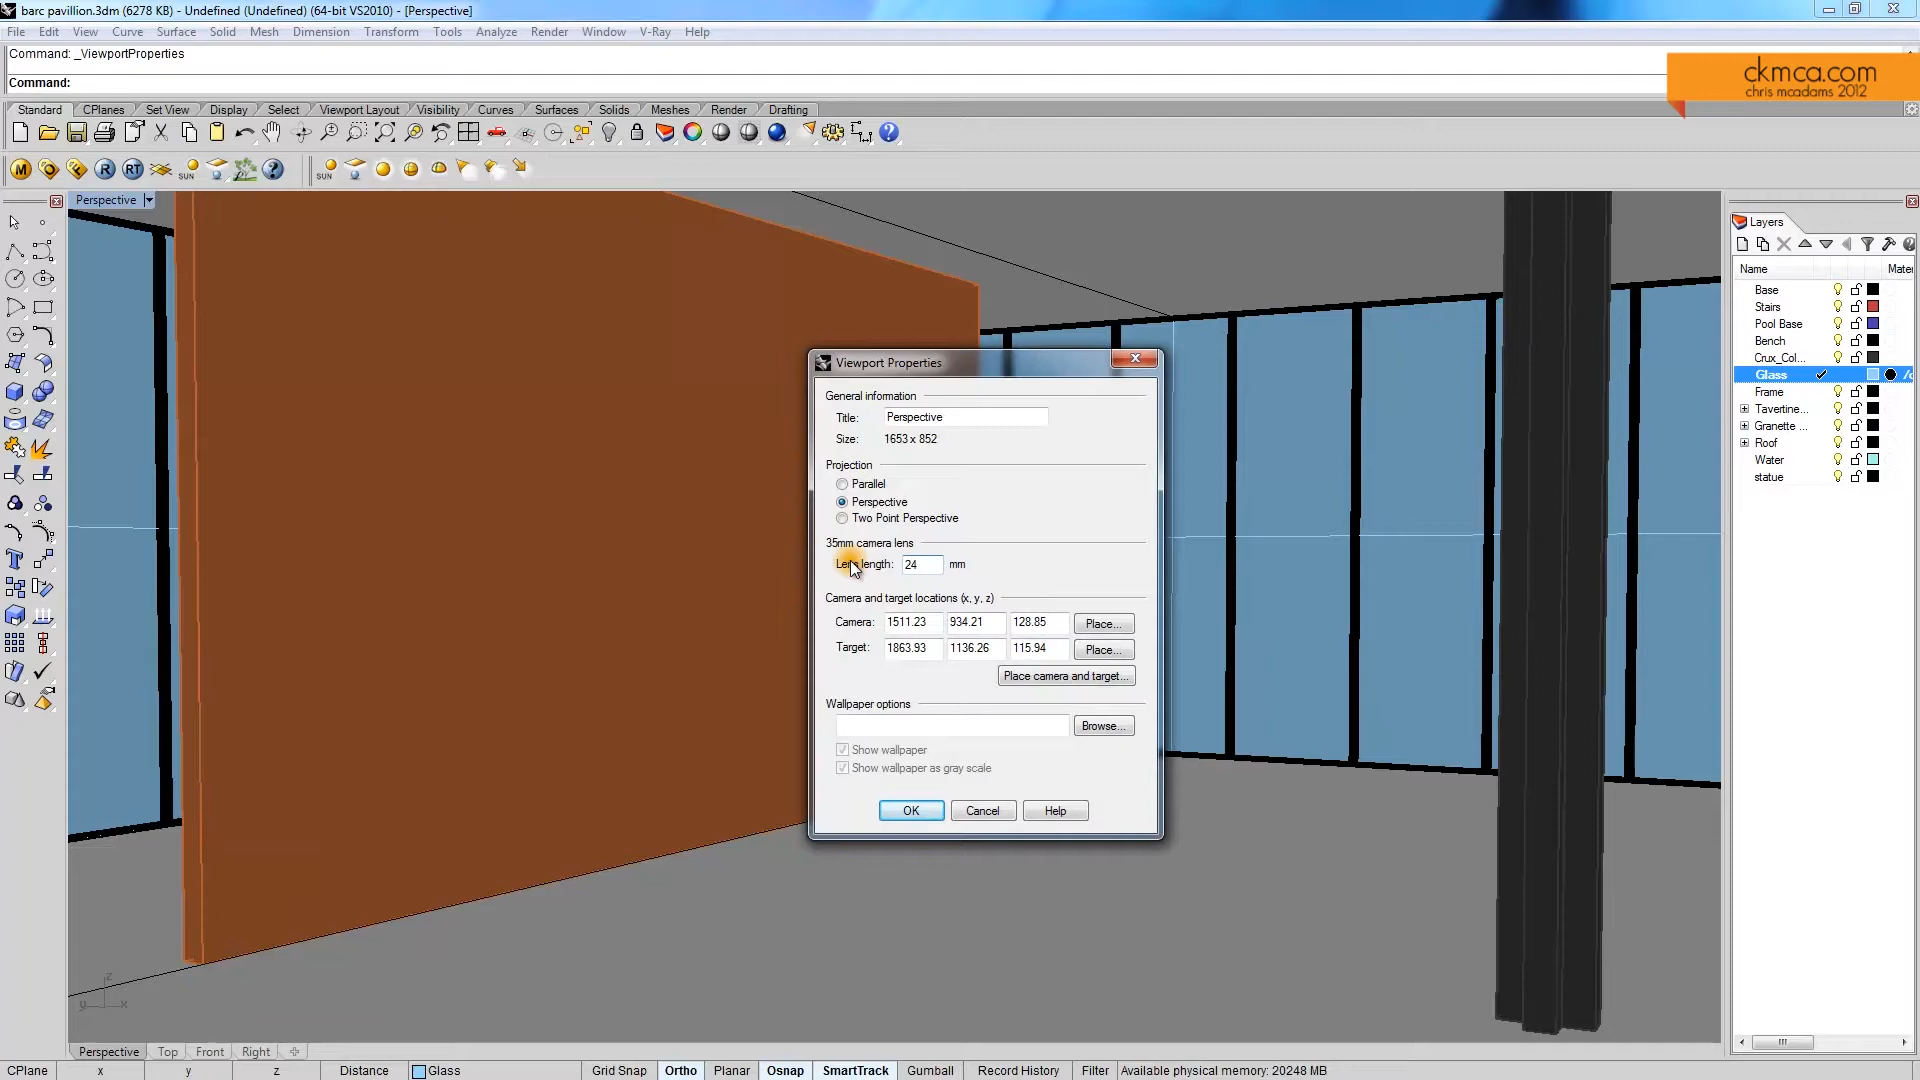 barc pavillion.3dm (6278 KB) - Undefined (Undefined) (64-bit VS2010) - [Perspective]
File Edit View Curve Surface Solid Mesh Dimension Transform Tools Analyze Render Window V-Ray Help
Command: _ViewportProperties
Command:
ckmca.com
chris mcadams 2012
Standard CPlanes Set View Display Select Viewport Layout Visibility Curves Surfaces Solids Meshes Render Drafting
M O R RT SUN SUN
Perspective
Layers
Name Mate
Base
Stairs
Pool Base
Bench
Crux_Col...
Glass
Frame
Tavertine...
Granette ...
Roof
Water
statue
Viewport Properties
General information
Title: Perspective
Size: 1653 x 852
Projection
Parallel
Perspective
Two Point Perspective
35mm camera lens
Lens length: 24 mm
Camera and target locations (x, y, z)
Camera: 1511.23 934.21 128.85 Place...
Target: 1863.93 1136.26 115.94 Place...
Place camera and target...
Wallpaper options
Browse...
Show wallpaper
Show wallpaper as gray scale
OK Cancel Help
z
y x
Perspective Top Front Right
CPlane x y z Distance Glass Grid Snap Ortho Planar Osnap SmartTrack Gumball Record History Filter Available physical memory: 20248 MB